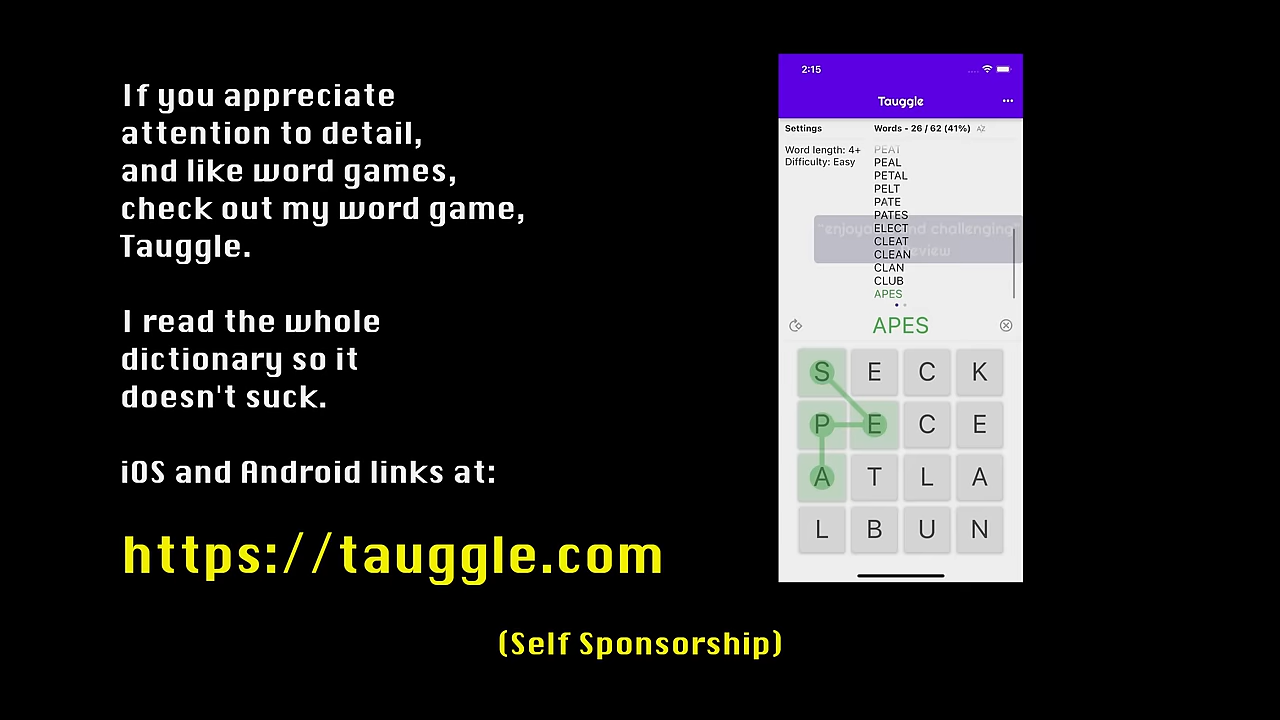 If you appreciate
attention to detail,
and like word games,
check out my word game,
Tauggle.
I read the whole
dictionary so it
doesn't suck.
iOS and Android links at:
https://tauggle.com
(Self Sponsorship)
2:15
Tauggle
Settings
Words - 26 / 62 (41%)
Word length: 4+
Difficulty: Easy
PEAT
PEAL
PETAL
PELT
PATE
PATES
ELECT
CLEAT
CLEAN
CLAN
CLUB
APES
and challenging"
APES
S E C K
P E C E
A T L A
L B U N